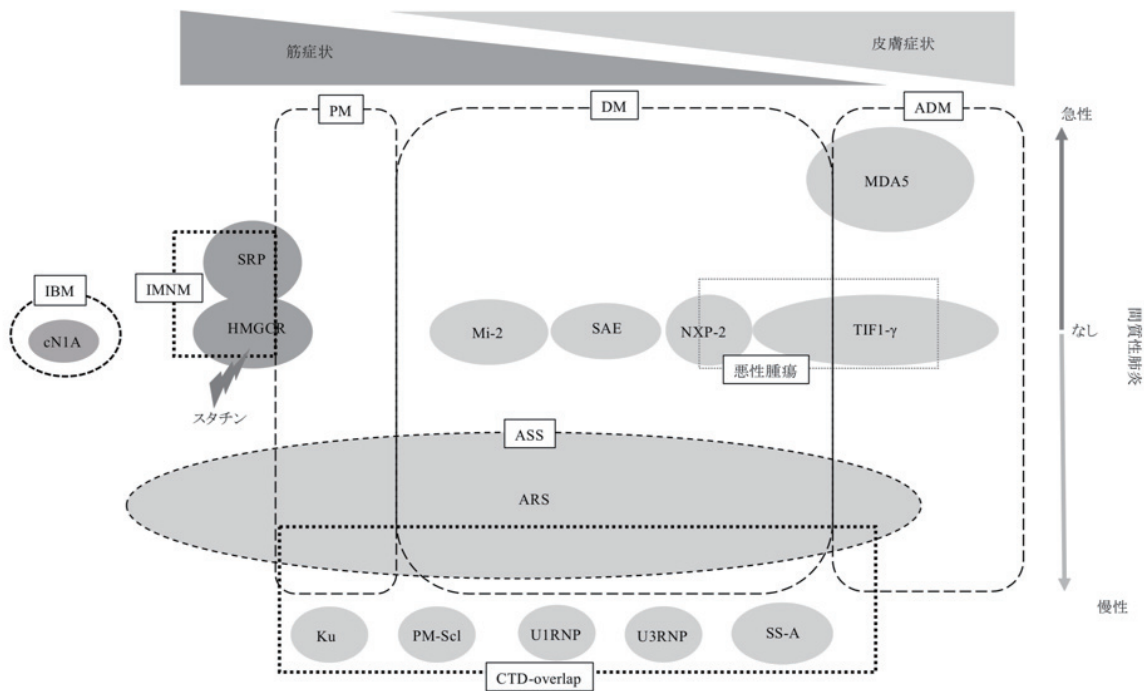 筋症状
皮膚症状
PM
DM
ADM
急性
MDA5
SRP
IBM
IMNM
cN1A
HMGCR
Mi-2
SAE
NXP-2
TIF1-γ
なし
間質性肺炎
悪性腫瘍
スタチン
ASS
ARS
慢性
Ku
PM-Scl
U1RNP
U3RNP
SS-A
CTD-overlap